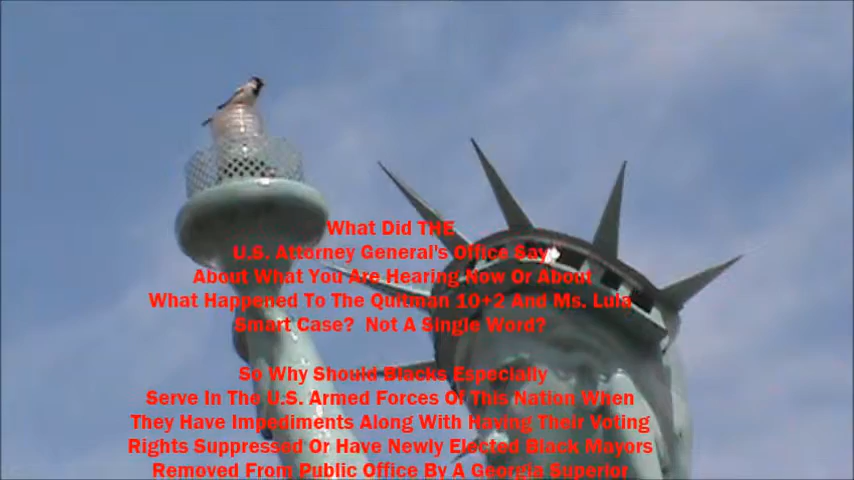 What Did THE
U.S. Attorney General's Office Say
About What You Are Hearing Now Or About
What Happened To The Quitman 10+2 And Ms. Lula
Smart Case? Not A Single Word?
So Why Should Blacks Especially
Serve In The U.S. Armed Forces Of This Nation When
They Have Impediments Along With Having Their Voting
Rights Suppressed Or Have Newly Elected Black Mayors
Removed From Public Office By A Georgia Superior